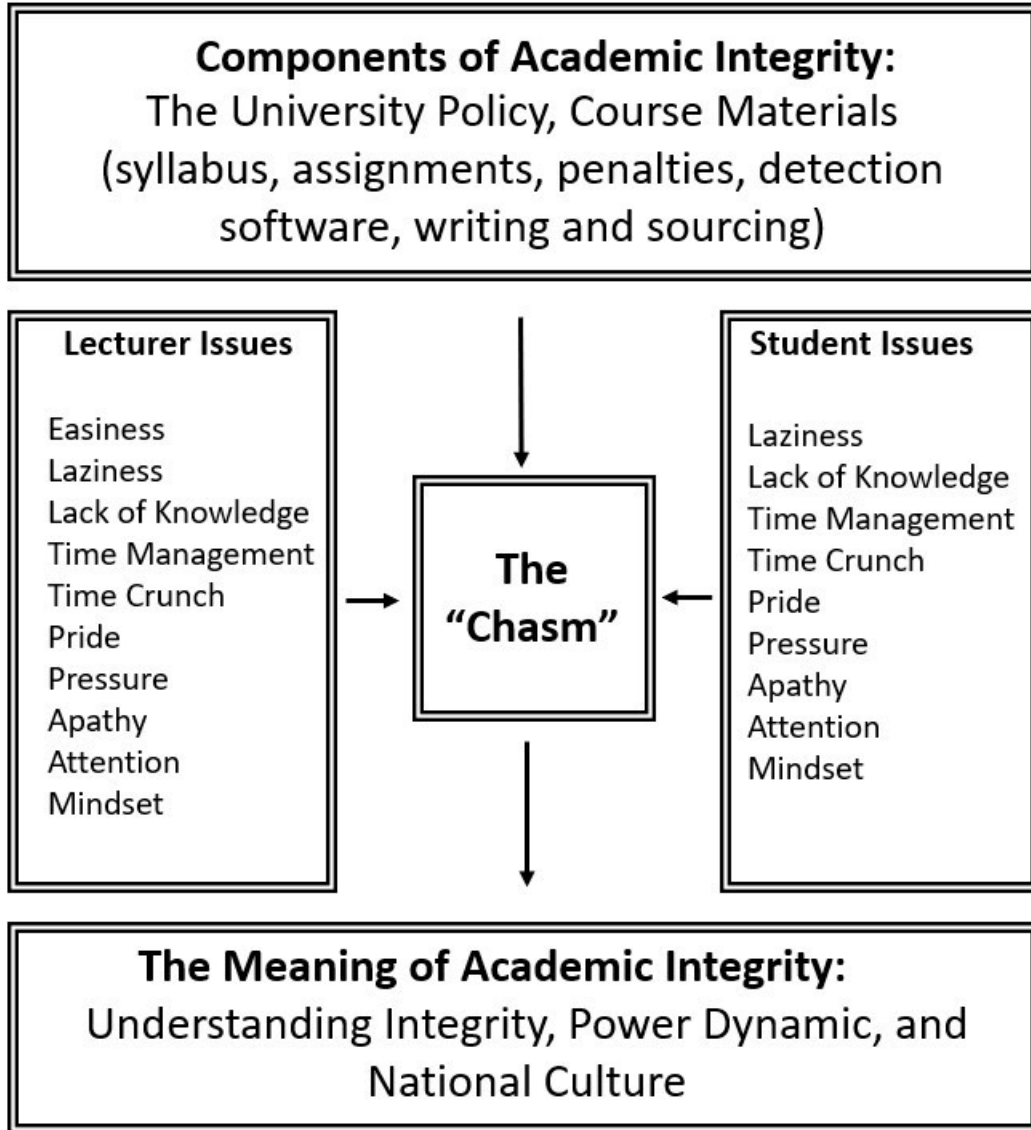 Components of Academic Integrity:
The University Policy, Course Materials
(syllabus, assignments, penalties, detection
software, writing and sourcing)
Lecturer Issues
Easiness
Laziness
Lack of Knowledge
Time Management
Time Crunch
Pride
Pressure
Apathy
Attention
Mindset
The
“Chasm”
Student Issues
Laziness
Lack of Knowledge
Time Management
Time Crunch
Pride
Pressure
Apathy
Attention
Mindset
The Meaning of Academic Integrity:
Understanding Integrity, Power Dynamic, and
National Culture